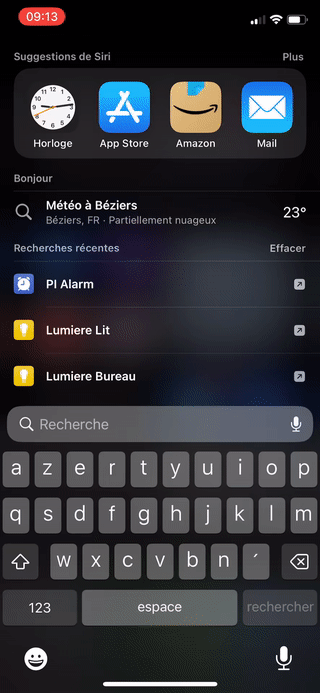 09:13
Suggestions de Siri
Plus
Horloge
App Store
Amazon
Mail
Bonjour
Météo à Béziers
23°
Béziers, FR · Partiellement nuageux
Recherches récentes
Effacer
PI Alarm
Lumiere Lit
Lumiere Bureau
Recherche
a z e r t y u i o p
q s d f g h j k l m
w x c v b n ´
123
espace
rechercher